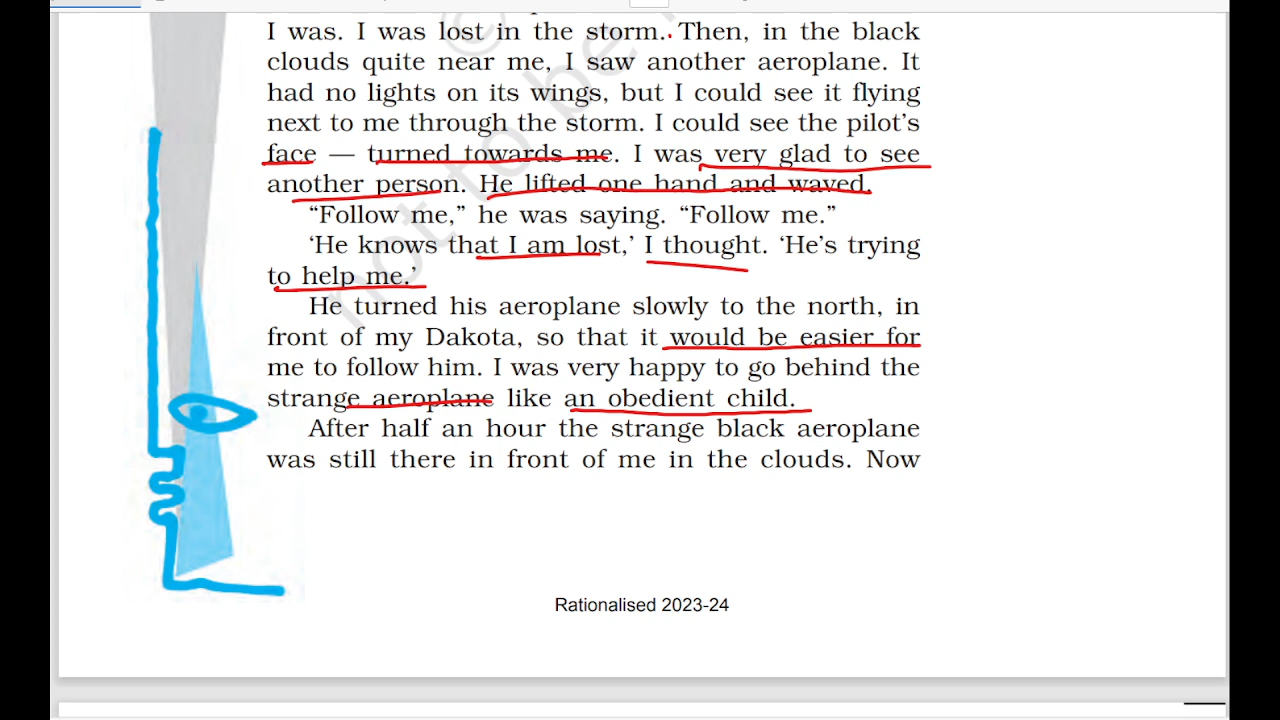 I was. I was lost in the storm. Then, in the black
clouds quite near me, I saw another aeroplane. It
had no lights on its wings, but I could see it flying
next to me through the storm. I could see the pilot’s
face — turned towards me. I was very glad to see
another person. He lifted one hand and waved.
“Follow me,” he was saying. “Follow me.”
‘He knows that I am lost,’ I thought. ‘He’s trying
to help me.’
He turned his aeroplane slowly to the north, in
front of my Dakota, so that it would be easier for
me to follow him. I was very happy to go behind the
strange aeroplane like an obedient child.
After half an hour the strange black aeroplane
was still there in front of me in the clouds. Now
not to be
Rationalised 2023-24